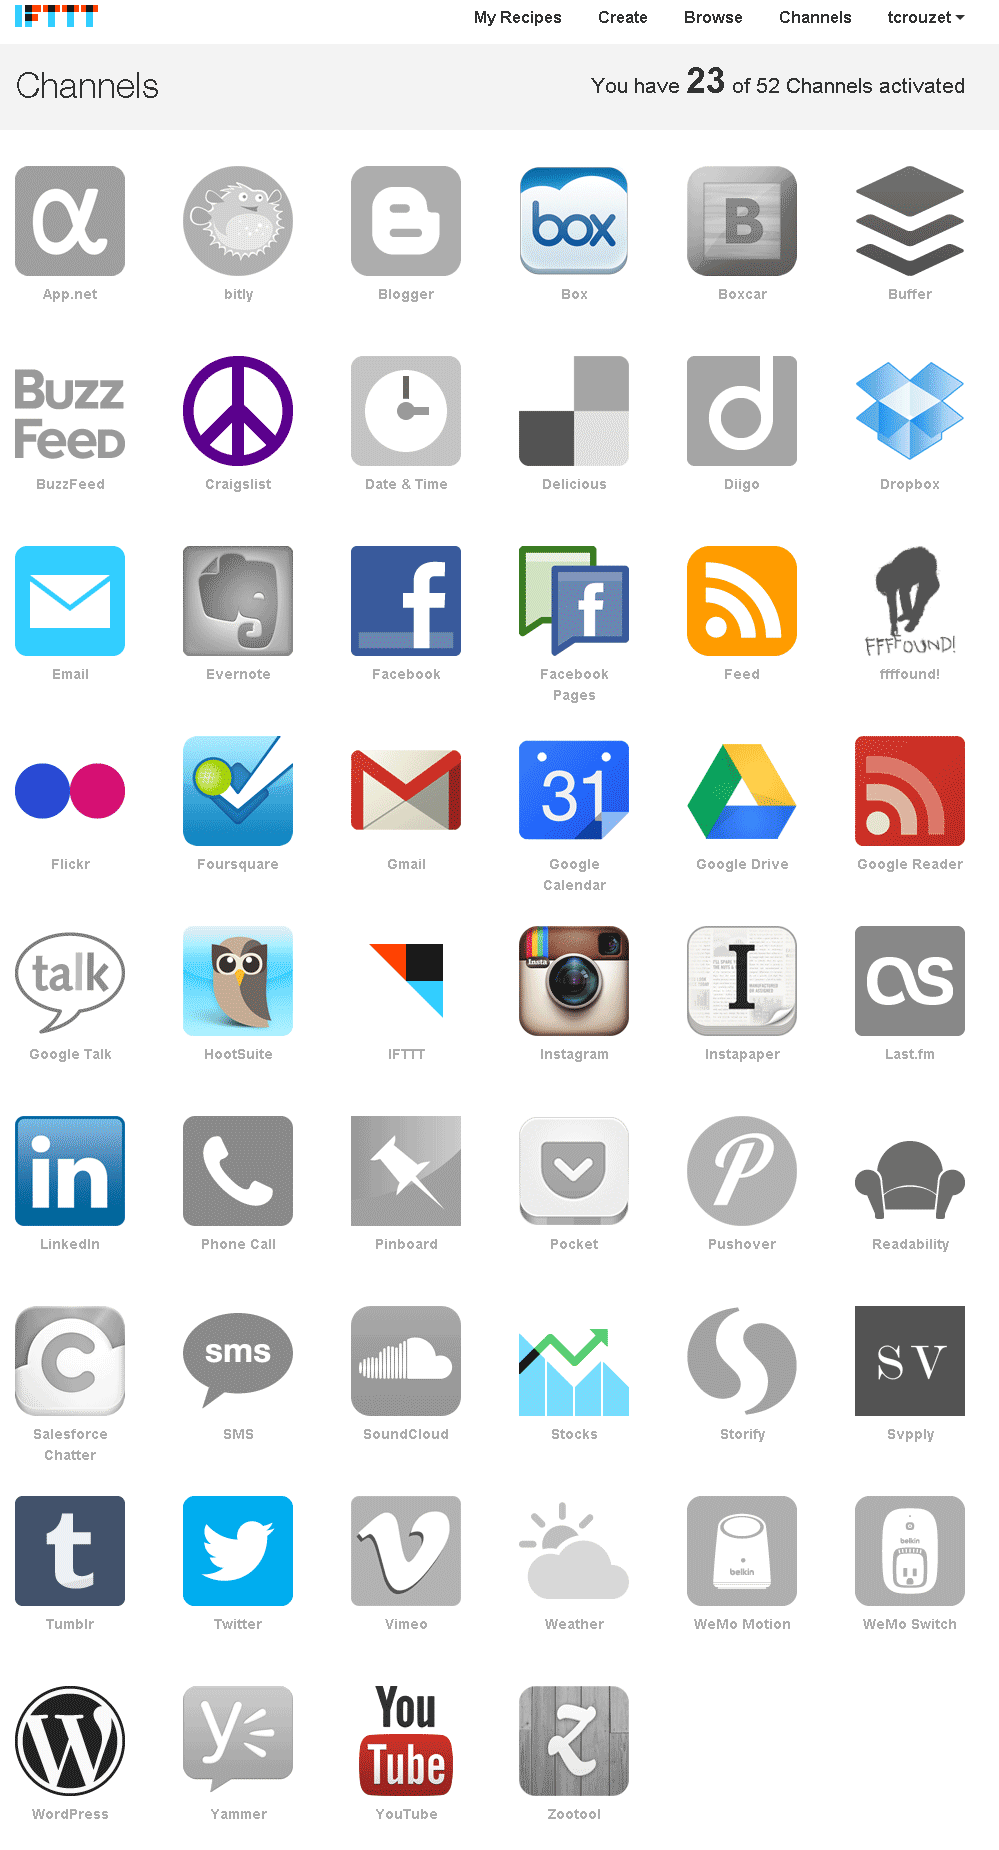 IFTTT
My Recipes Create Browse Channels tcrouzet
Channels
You have 23 of 52 Channels activated
B
box
B
App.net bitly Blogger Box Boxcar Buffer
Buzz
Feed
d
BuzzFeed Craigslist Date & Time Delicious Diigo Dropbox
f
f
FFFFOUND!
Email Evernote Facebook Facebook
Pages Feed ffffound!
31
Flickr Foursquare Gmail Google
Calendar Google Drive Google Reader
talk
Insta
I
as
Google Talk HootSuite IFTTT Instagram Instapaper Last.fm
in
P
LinkedIn Phone Call Pinboard Pocket Pushover Readability
C
sms
S V
Salesforce
Chatter SMS SoundCloud Stocks Storify Svpply
t
v
belkin
belkin
Tumblr Twitter Vimeo Weather WeMo Motion WeMo Switch
W
y
You
Tube
Z
WordPress Yammer YouTube Zootool